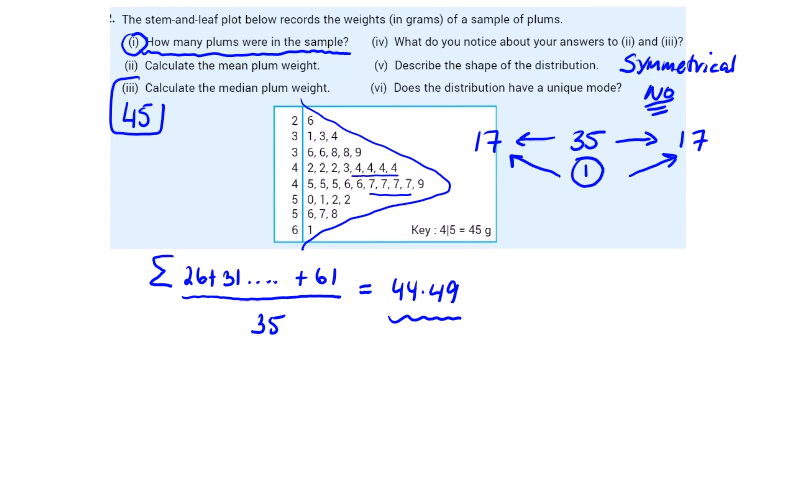 2. The stem-and-leaf plot below records the weights (in grams) of a sample of plums.
(i) How many plums were in the sample?
(ii) Calculate the mean plum weight.
(iii) Calculate the median plum weight.
45
(iv) What do you notice about your answers to (ii) and (iii)?
(v) Describe the shape of the distribution.
Symmetrical
(vi) Does the distribution have a unique mode?
No
2 6
3 1, 3, 4
3 6, 6, 8, 8, 9
4 2, 2, 2, 3, 4, 4, 4, 4
4 5, 5, 5, 6, 6, 7, 7, 7, 7, 9
5 0, 1, 2, 2
5 6, 7, 8
6 1
Key : 4|5 = 45 g
17 ← 35 → 17
1
Σ 26+31.... +61
= 44.49
35